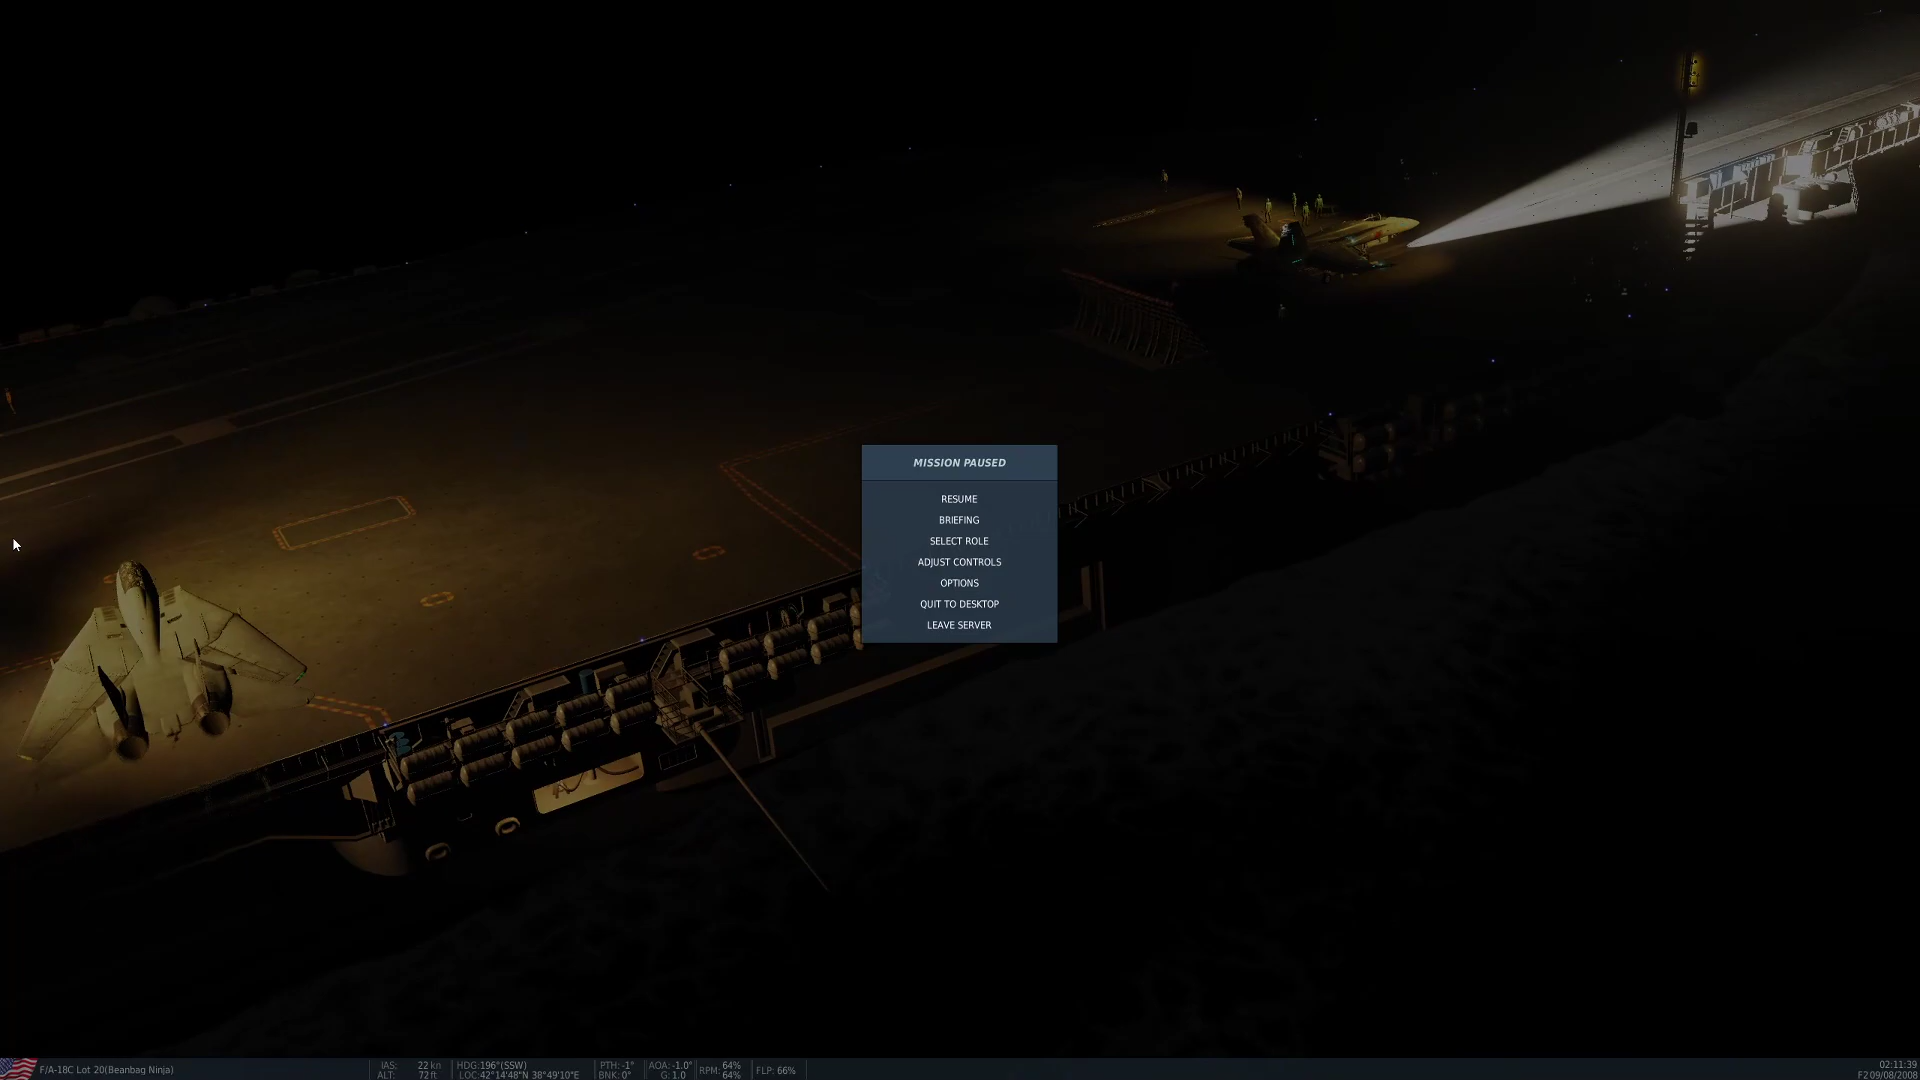 MISSION PAUSED
RESUME
BRIEFING
SELECT ROLE
ADJUST CONTROLS
OPTIONS
QUIT TO DESKTOP
LEAVE SERVER
F/A-18C Lot 20(Beanbag Ninja)
IAS: 22 kn
ALT: 72 ft
HDG:196°(SSW)
LOC:42°14'48"N 38°49'10"E
PTH: -1°
BNK: 0°
AOA: -1.0°
G: 1.0
RPM: 64%
64%
FLP: 66%
02:11:39
F2 09/08/2008